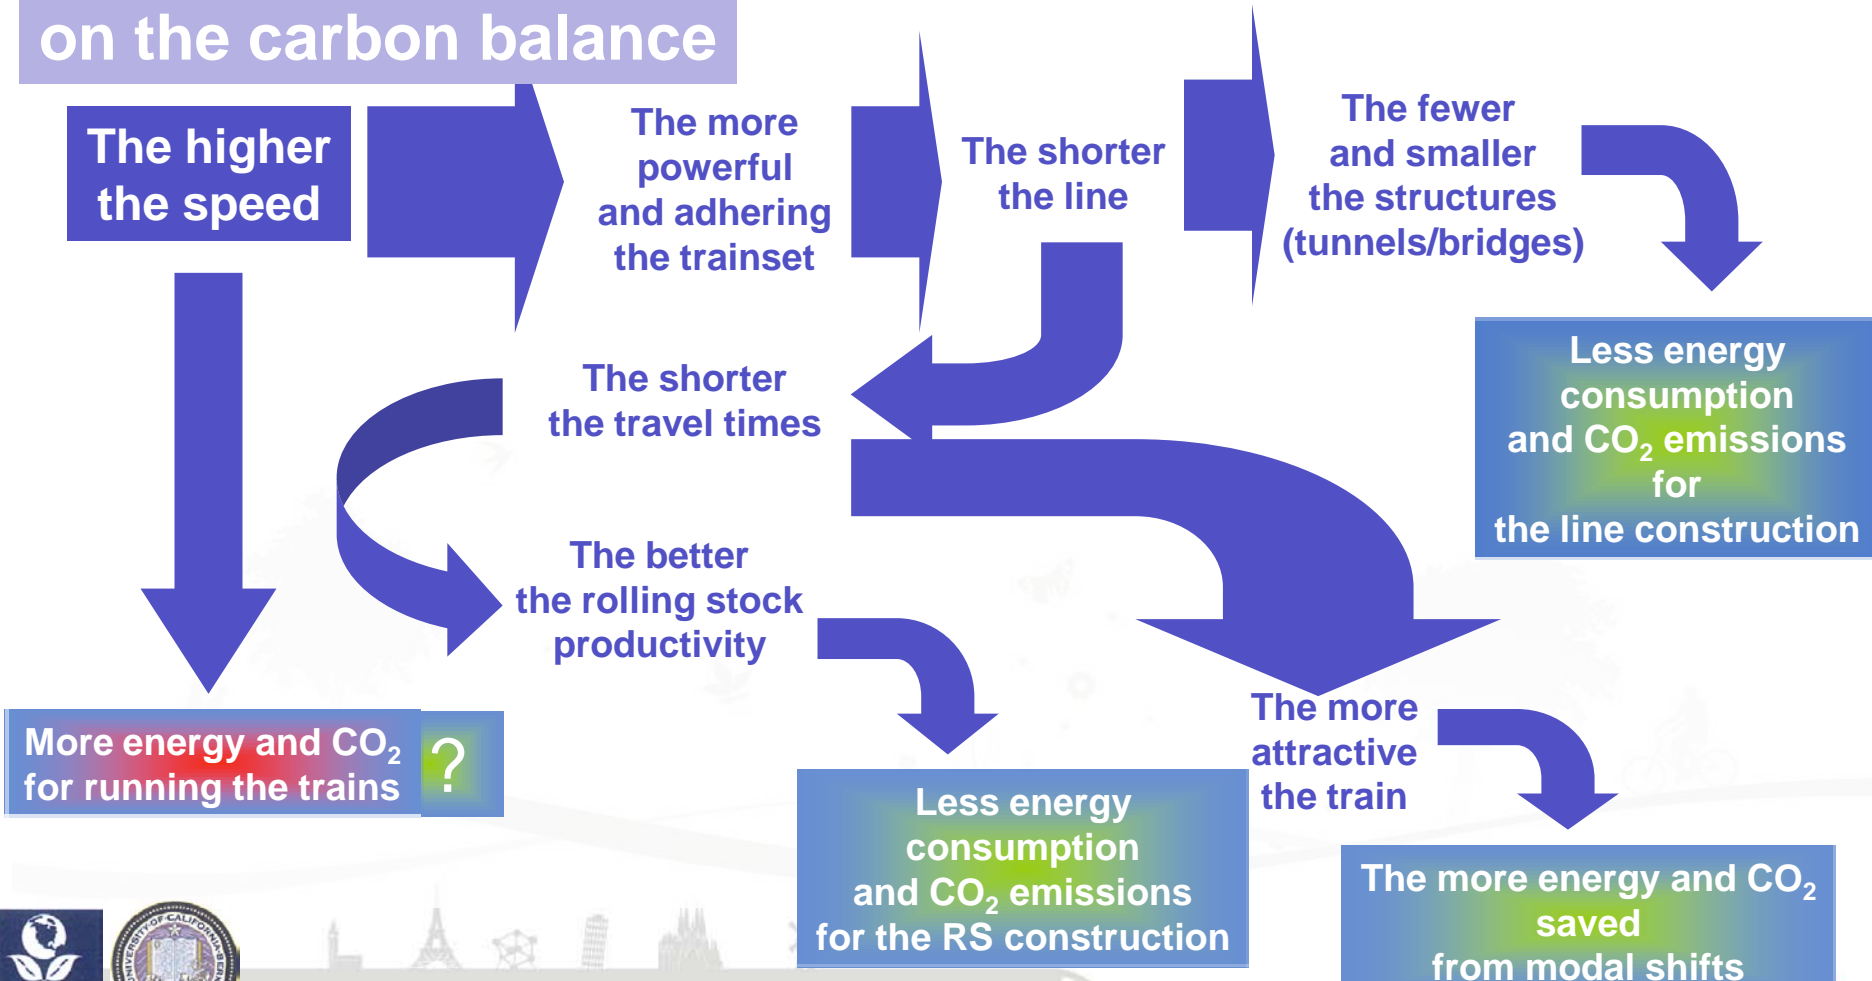 on the carbon balance
The higher
the speed
The more
powerful
and adhering
the trainset
The shorter
the line
The fewer
and smaller
the structures
(tunnels/bridges)
Less energy
consumption
and CO₂ emissions
for
the line construction
The shorter
the travel times
The better
the rolling stock
productivity
More energy and CO₂
for running the trains
?
Less energy
consumption
and CO₂ emissions
for the RS construction
The more
attractive
the train
The more energy and CO₂
saved
from modal shifts